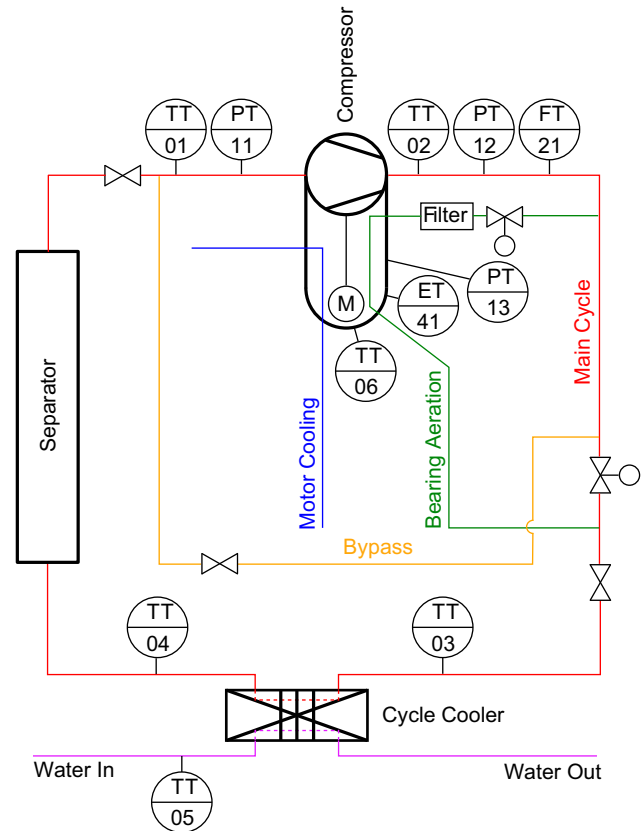 Compressor
TT
01
PT
11
TT
02
PT
12
FT
21
Filter
PT
13
ET
41
M
TT
06
Main Cycle
Separator
Motor Cooling
Bearing Aeration
Bypass
TT
04
TT
03
Cycle Cooler
Water In
Water Out
TT
05